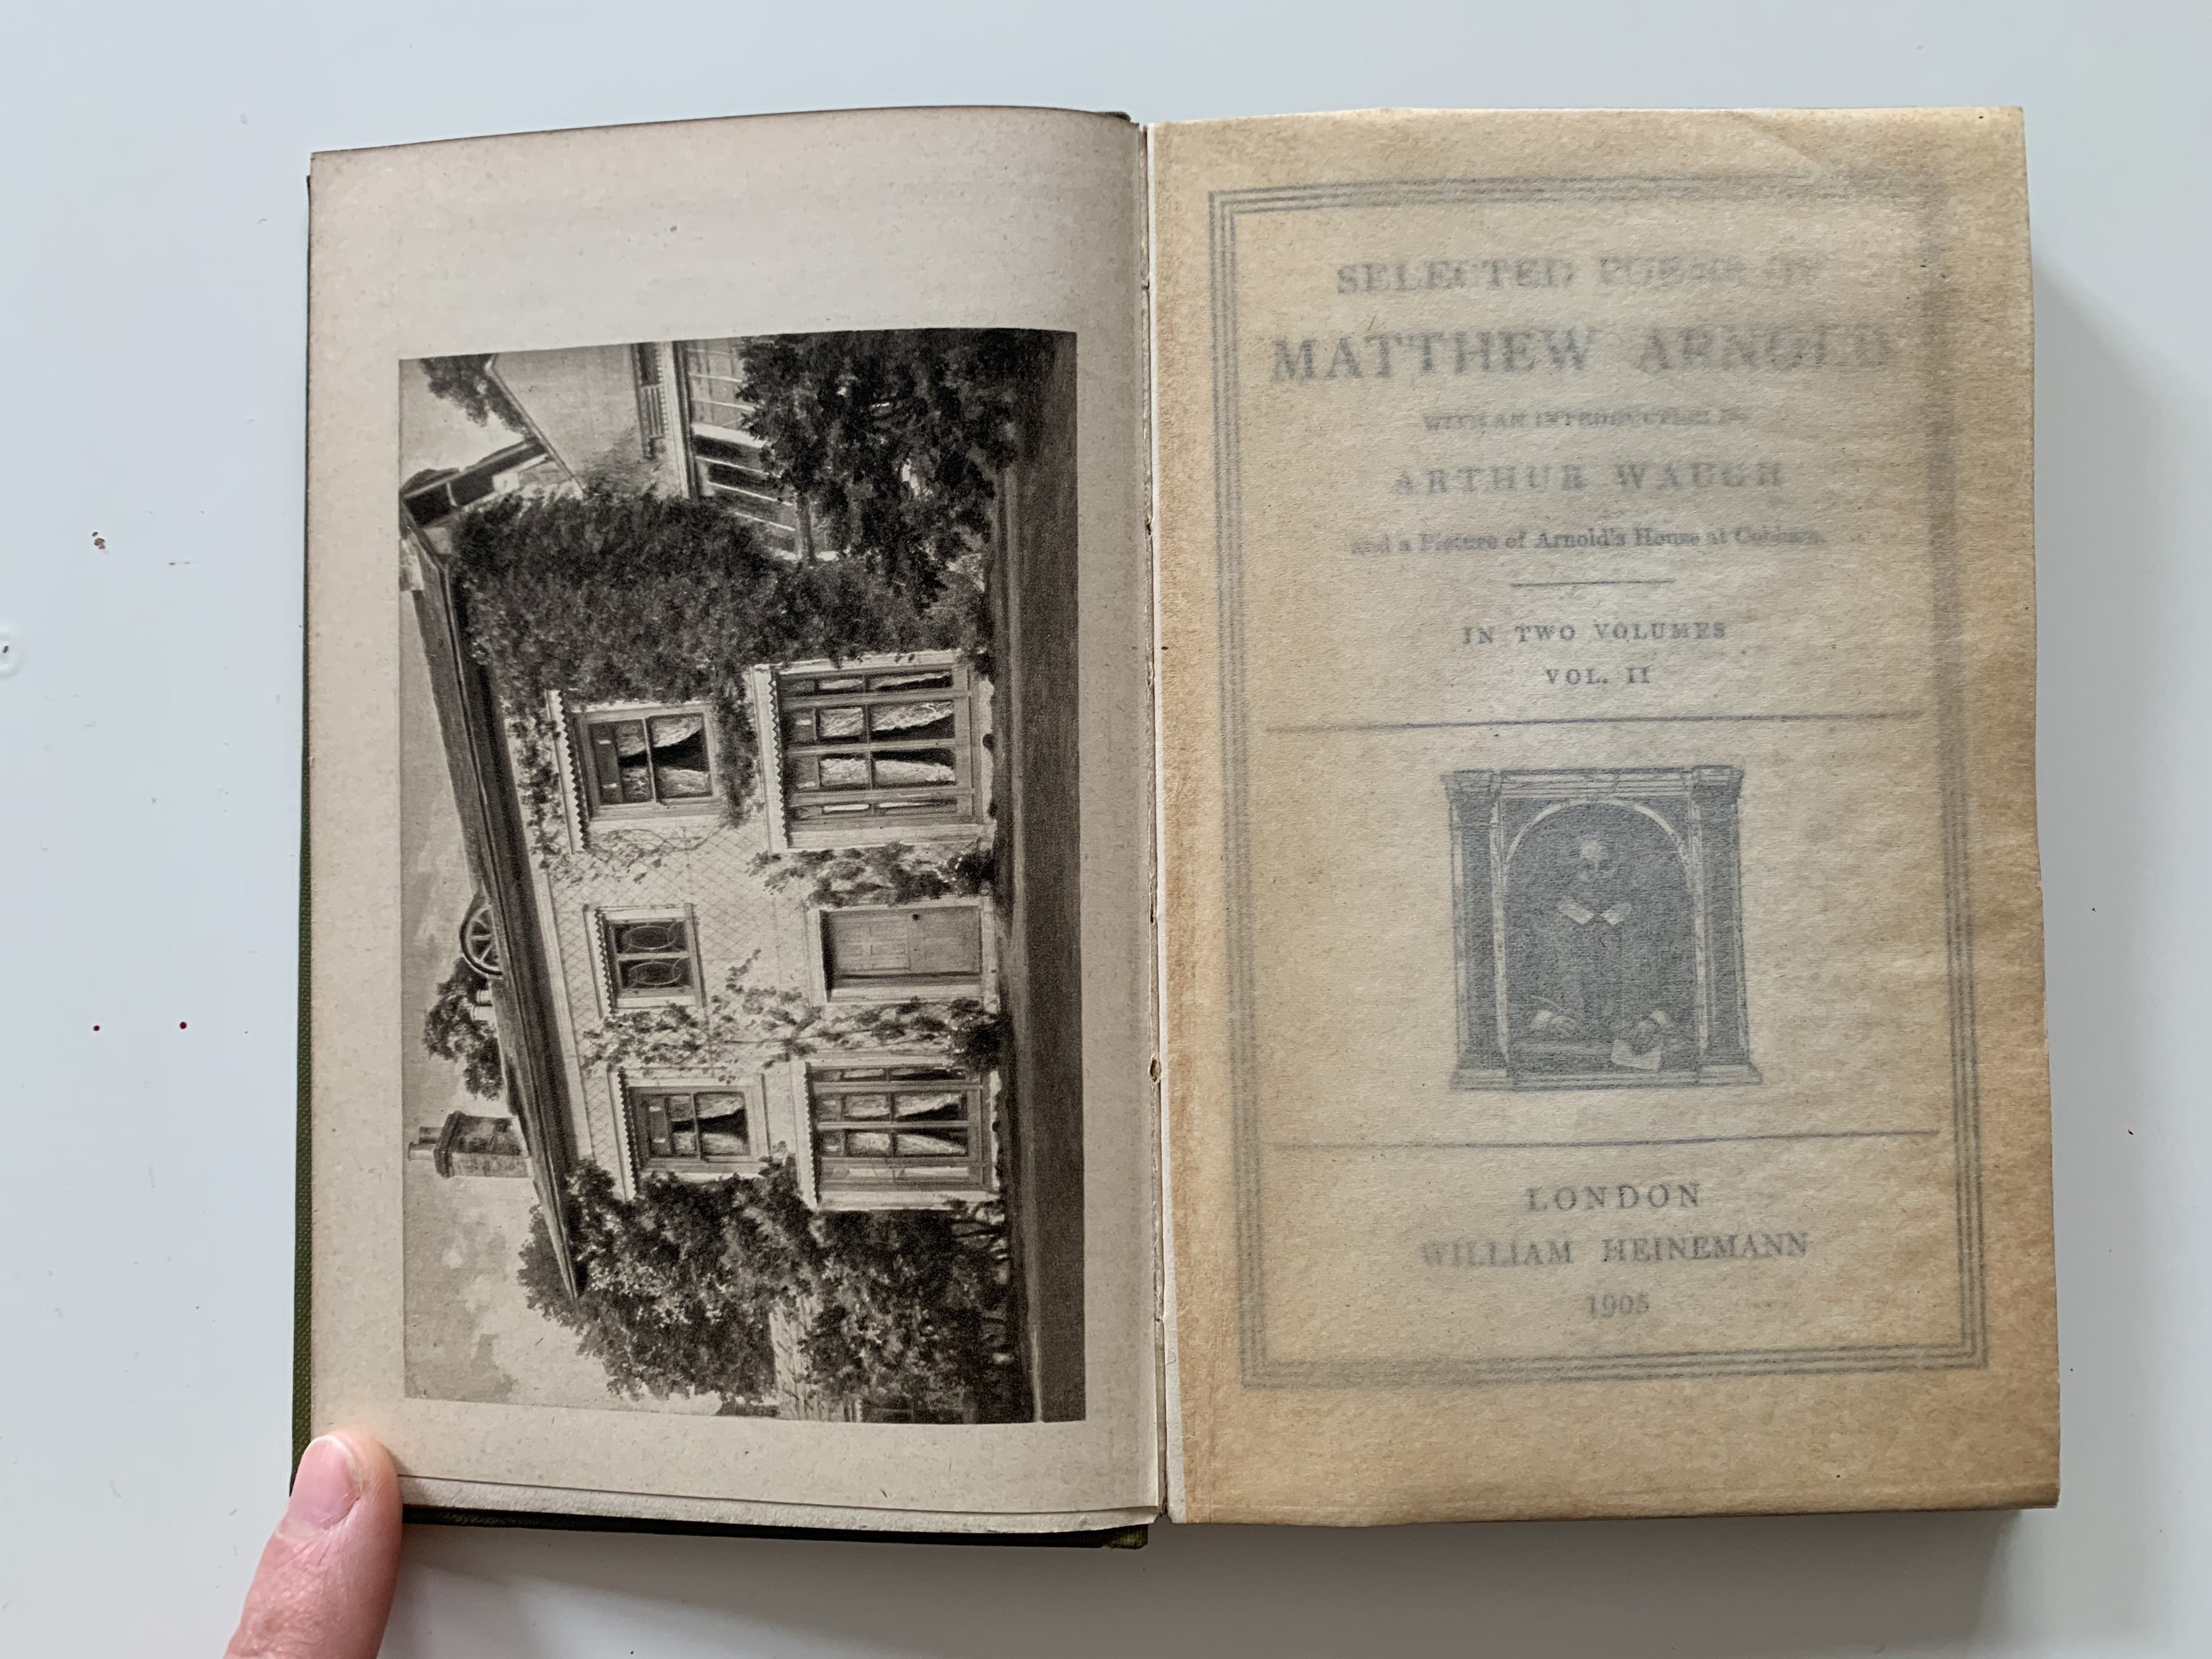 SELECTED POEMS OF
MATTHEW ARNOLD
WITH AN INTRODUCTION BY
ARTHUR WAUGH
and a Picture of Arnold's House at Cobham.
IN TWO VOLUMES
VOL. II
LONDON
WILLIAM HEINEMANN
1905